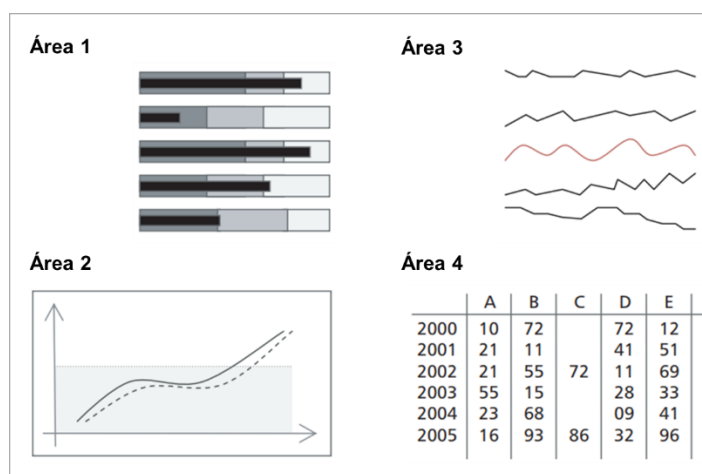 Área 1
Área 3
Área 2
Área 4
A B C D E
2000 10 72 72 12
2001 21 11 41 51
2002 21 55 72 11 69
2003 55 15 28 33
2004 23 68 09 41
2005 16 93 86 32 96